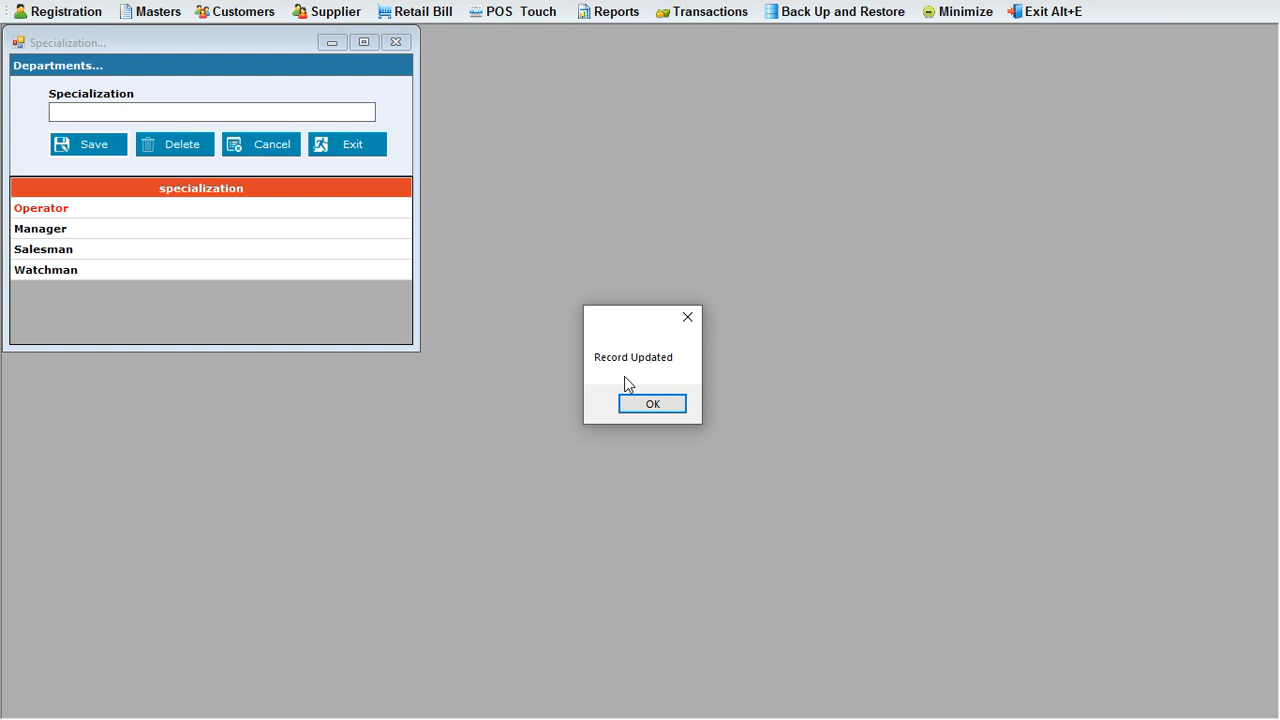 Registration Masters Customers Supplier Retail Bill POS Touch Reports Transactions Back Up and Restore Minimize Exit Alt+E
Specialization...
Departments...
Specialization
Save Delete Cancel Exit
specialization
Operator
Manager
Salesman
Watchman
Record Updated
OK